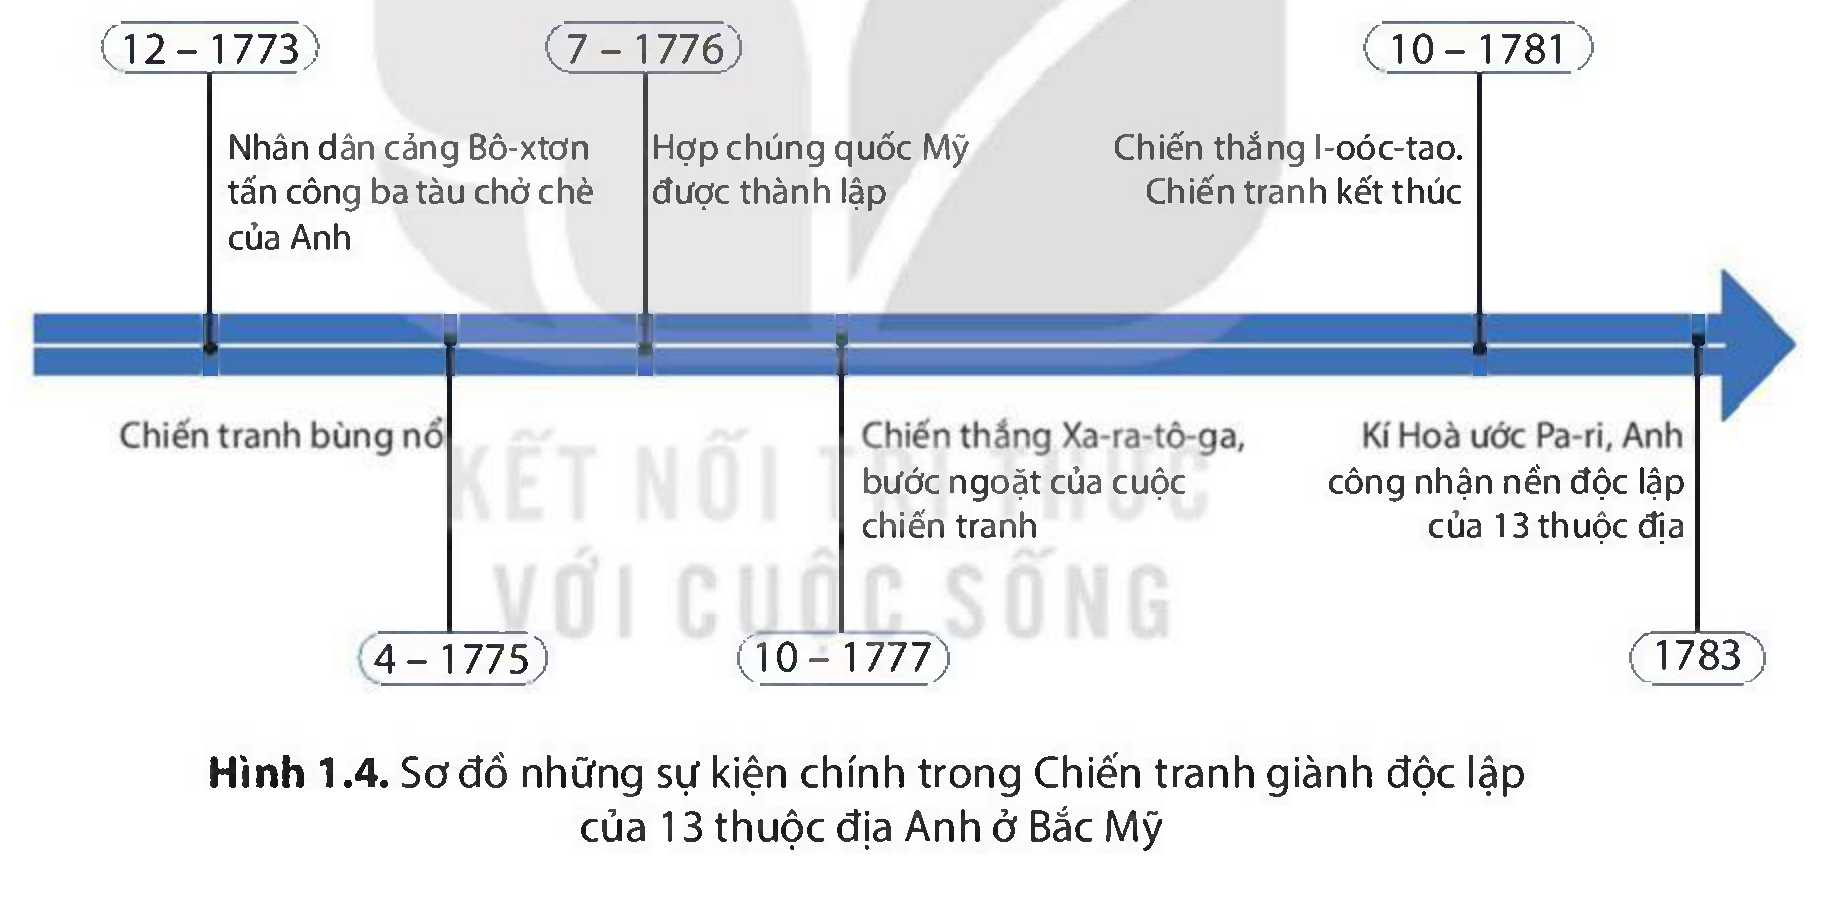 12 – 1773
7 – 1776
10 – 1781
Nhân dân cảng Bô-xtơn
tấn công ba tàu chở chè
của Anh
Hợp chúng quốc Mỹ
được thành lập
Chiến thắng I-oóc-tao.
Chiến tranh kết thúc
Chiến tranh bùng nổ
Chiến thắng Xa-ra-tô-ga,
bước ngoặt của cuộc
chiến tranh
Kí Hoà ước Pa-ri, Anh
công nhận nền độc lập
của 13 thuộc địa
KẾT NỐI TRI THỨC
VỚI CUỘC SỐNG
4 – 1775
10 – 1777
1783
Hình 1.4. Sơ đồ những sự kiện chính trong Chiến tranh giành độc lập
của 13 thuộc địa Anh ở Bắc Mỹ